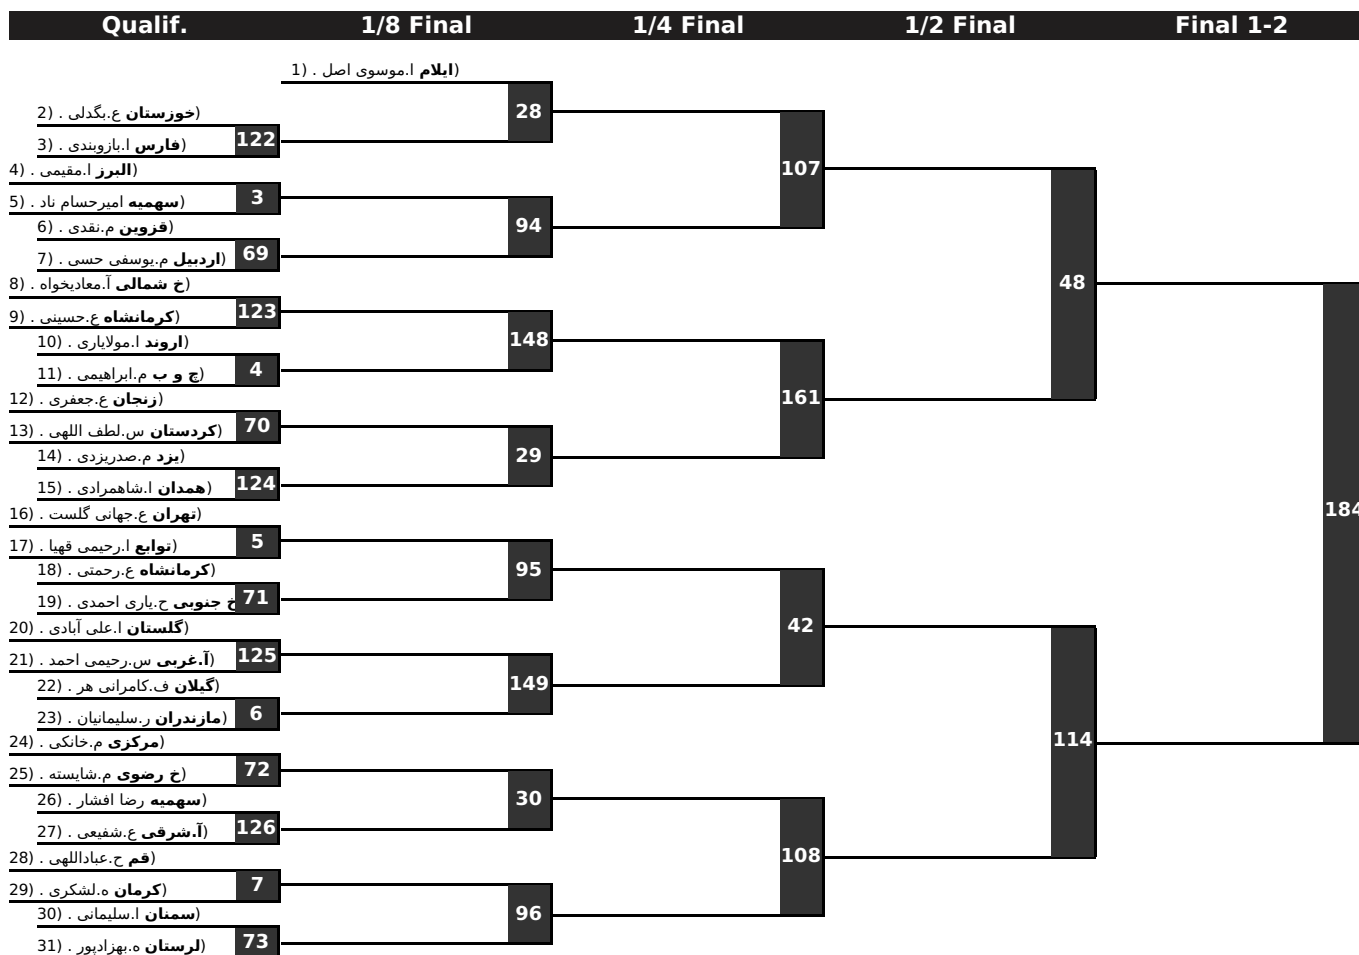 Qualif. 1/8 Final 1/4 Final 1/2 Final Final 1-2
1) . ا.موسوی اصل ایلام)
28
2) . ع.بگدلی خوزستان)
122
3) . ا.بازوبندی فارس)
107
4) . ا.مقیمی البرز)
3
5) . امیرحسام ناد سهمیه)
94
6) . م.نقدی قزوین)
69
7) . م.یوسفی حسی اردبیل)
48
8) . آ.معادیخواه خ شمالی)
123
9) . ع.حسینی کرمانشاه)
148
10) . ا.مولایاری اروند)
4
11) . م.ابراهیمی چ و ب)
161
12) . ع.جعفری زنجان)
70
13) . س.لطف اللهی کردستان)
29
14) . م.صدریزدی یزد)
124
15) . ا.شاهمرادی همدان)
184
16) . ع.جهانی گلست تهران)
5
17) . ا.رحیمی قهیا توابع)
95
18) . ع.رحمتی کرمانشاه)
71
19) . ح.یاری احمدی خ جنوبی
42
20) . ا.علی آبادی گلستان)
125
21) . س.رحیمی احمد آ.غربی)
149
22) . ف.کامرانی هر گیلان)
6
23) . ر.سلیمانیان مازندران)
114
24) . م.خانکی مرکزی)
72
25) . م.شایسته خ رضوی)
30
26) . رضا افشار سهمیه)
126
27) . ع.شفیعی آ.شرقی)
108
28) . ح.عباداللهی قم)
7
29) . ه.لشکری کرمان)
96
30) . ا.سلیمانی سمنان)
73
31) . ه.بهزادپور لرستان)